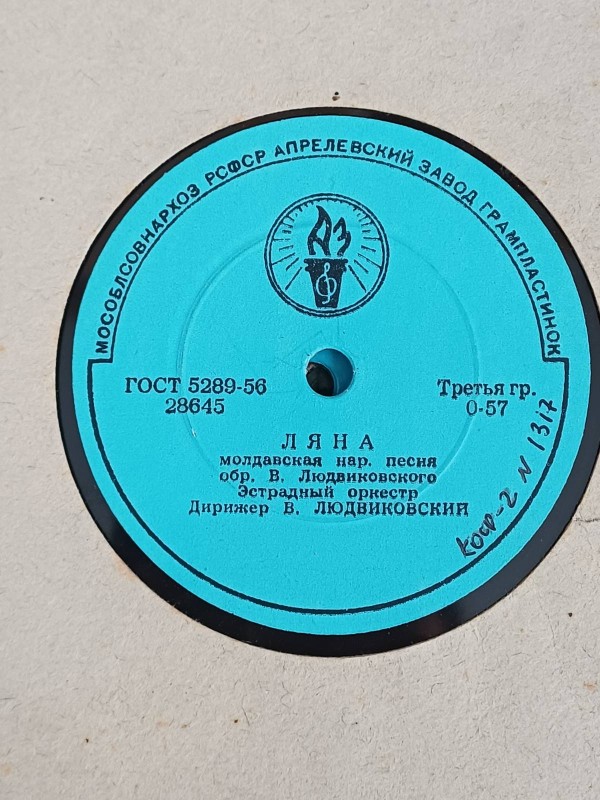 МОСОБЛСОВНАРХОЗ РСФСР АПРЕЛЕВСКИЙ ЗАВОД ГРАМПЛАСТИНОК
АЗ
ГОСТ 5289-56
28645
Третья гр.
0-57
ЛЯНА
молдавская нар. песня
обр. В. Людвиковского
Эстрадный оркестр
Дирижер В. ЛЮДВИКОВСКИЙ
N 1317